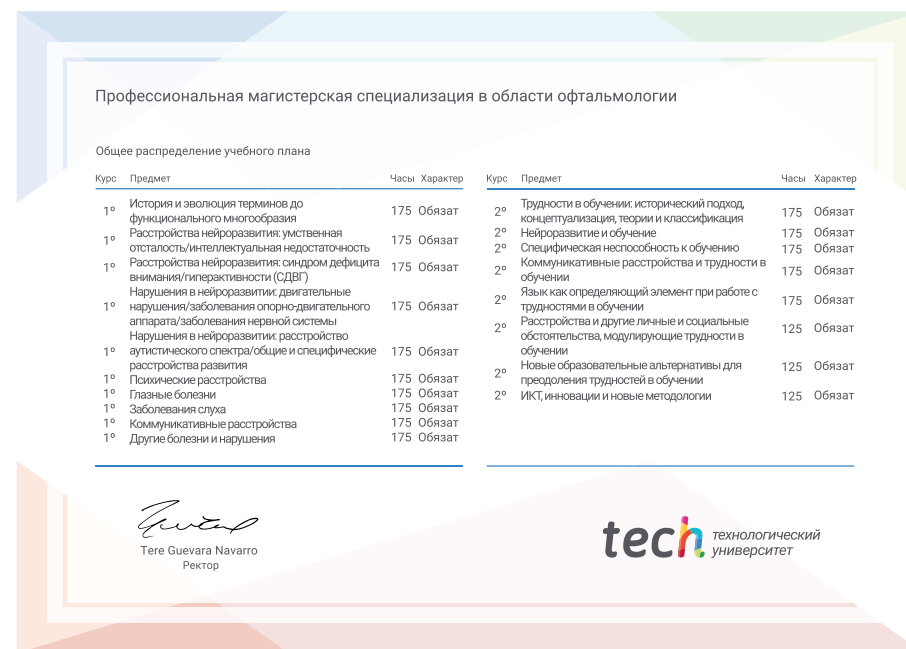 Профессиональная магистерская специализация в области офтальмологии
Общее распределение учебного плана
Курс Предмет Часы Характер
1º История и эволюция терминов до
функционального многообразия 175 Обязат
1º Расстройства нейроразвития: умственная
отсталость/интеллектуальная недостаточность 175 Обязат
1º Расстройства нейроразвития: синдром дефицита
внимания/гиперактивности (СДВГ) 175 Обязат
Нарушения в нейроразвитии: двигательные
1º нарушения/заболевания опорно-двигательного 175 Обязат
аппарата/заболевания нервной системы
Нарушения в нейроразвитии: расстройство
1º аутистического спектра/общие и специфические 175 Обязат
расстройства развития
1º Психические расстройства 175 Обязат
1º Глазные болезни 175 Обязат
1º Заболевания слуха 175 Обязат
1º Коммуникативные расстройства 175 Обязат
1º Другие болезни и нарушения 175 Обязат
Курс Предмет Часы Характер
2º Трудности в обучении: исторический подход,
концептуализация, теории и классификация 175 Обязат
2º Нейроразвитие и обучение 175 Обязат
2º Специфическая неспособность к обучению 175 Обязат
2º Коммуникативные расстройства и трудности в
обучении 175 Обязат
2º Язык как определяющий элемент при работе с
трудностями в обучении 175 Обязат
Расстройства и другие личные и социальные
2º обстоятельства, модулирующие трудности в 125 Обязат
обучении
2º Новые образовательные альтернативы для
преодоления трудностей в обучении 125 Обязат
2º ИКТ, инновации и новые методологии 125 Обязат
Tere Guevara Navarro
Ректор
tech технологический
университет